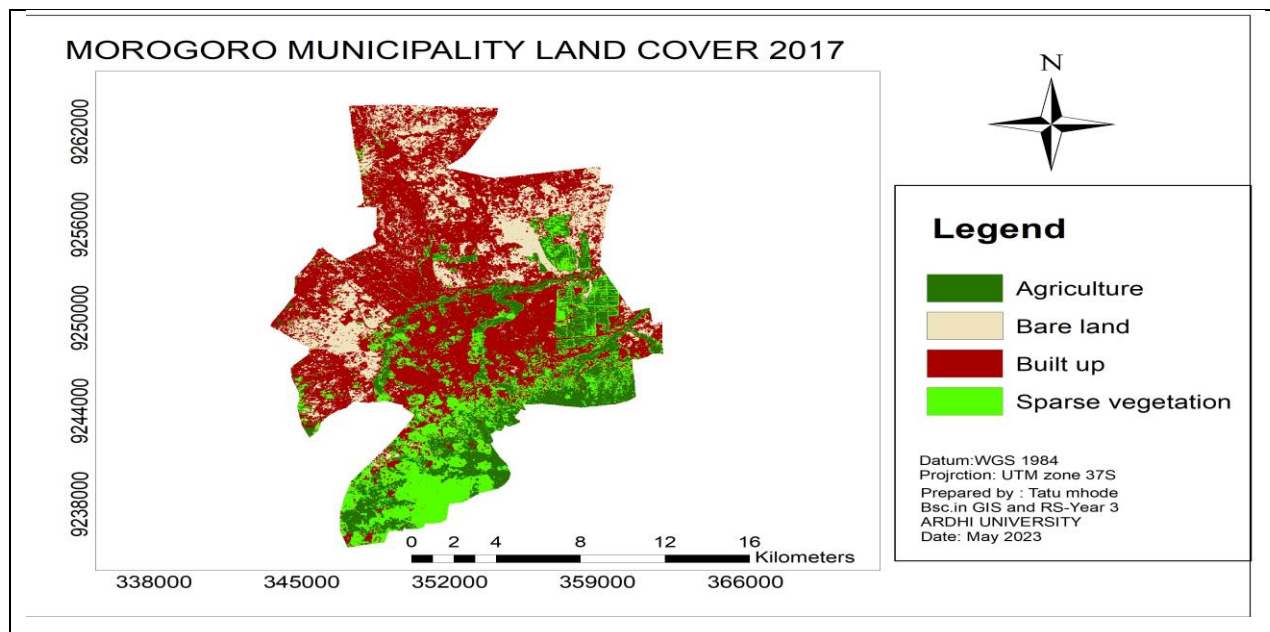 MOROGORO MUNICIPALITY LAND COVER 2017
N
9262000
9256000
9250000
9244000
9238000
338000 345000 352000 359000 366000
0 2 4 8 12 16
Kilometers
Legend
Agriculture
Bare land
Built up
Sparse vegetation
Datum:WGS 1984
Projrction: UTM zone 37S
Prepared by : Tatu mhode
Bsc.in GIS and RS-Year 3
ARDHI UNIVERSITY
Date: May 2023